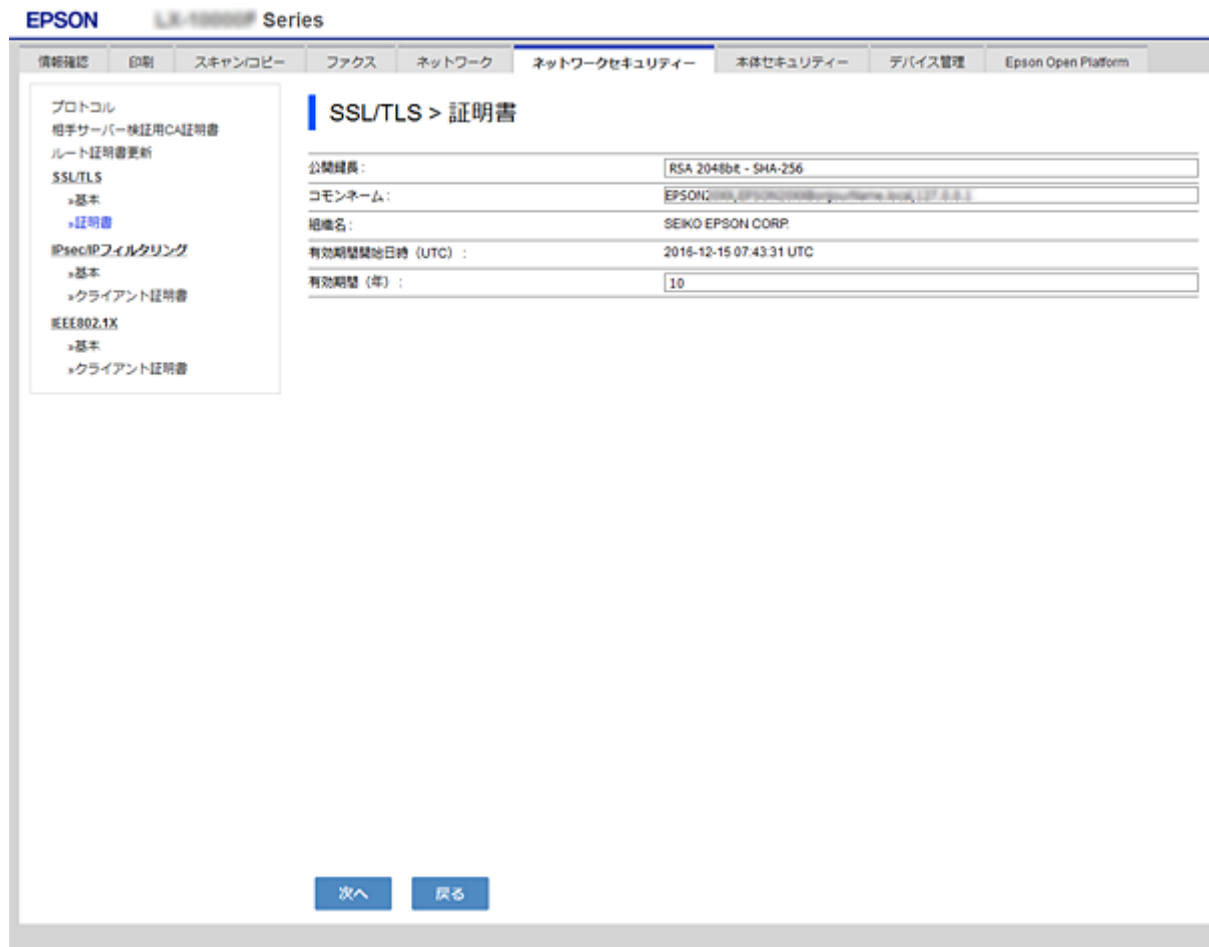 EPSON Series
情報確認 印刷 スキャン/コピー ファクス ネットワーク ネットワークセキュリティー 本体セキュリティー デバイス管理 Epson Open Platform
プロトコル
相手サーバー検証用CA証明書
ルート証明書更新
SSL/TLS
»基本
»証明書
IPsec/IPフィルタリング
»基本
»クライアント証明書
IEEE802.1X
»基本
»クライアント証明書
SSL/TLS > 証明書
公開鍵長 : RSA 2048bit - SHA-256
コモンネーム : EPSON2
組織名 : SEIKO EPSON CORP.
有効期間開始日時（UTC） : 2016-12-15 07:43:31 UTC
有効期間（年） : 10
次へ 戻る